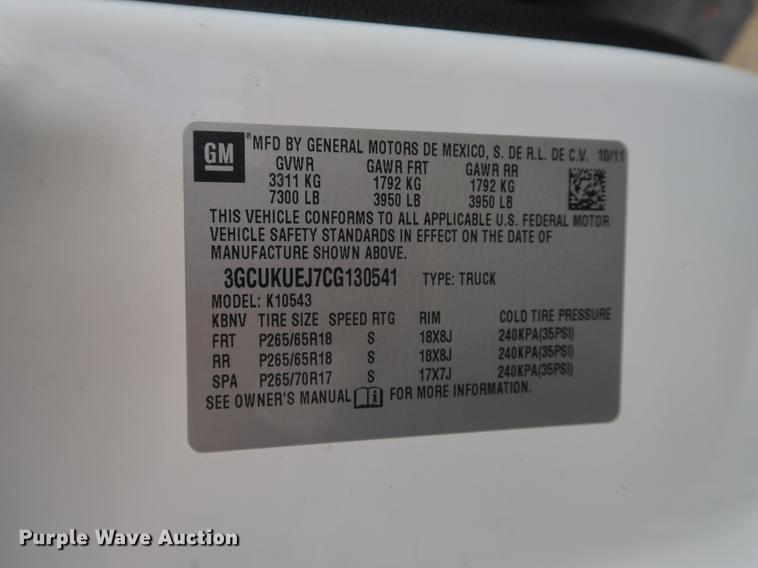 GM ®MFD BY GENERAL MOTORS DE MEXICO, S. DE R.L. DE C.V. 10/11
GVWR GAWR FRT GAWR RR
3311 KG 1792 KG 1792 KG
7300 LB 3950 LB 3950 LB
THIS VEHICLE CONFORMS TO ALL APPLICABLE U.S. FEDERAL MOTOR
VEHICLE SAFETY STANDARDS IN EFFECT ON THE DATE OF
MANUFACTURE SHOWN ABOVE.
3GCUKUEJ7CG130541 TYPE: TRUCK
MODEL: K10543
KBNV TIRE SIZE SPEED RTG RIM COLD TIRE PRESSURE
FRT P265/65R18 S 18X8J 240KPA(35PSI)
RR P265/65R18 S 18X8J 240KPA(35PSI)
SPA P265/70R17 S 17X7J 240KPA(35PSI)
SEE OWNER'S MANUAL FOR MORE INFORMATION.
Purple Wave Auction